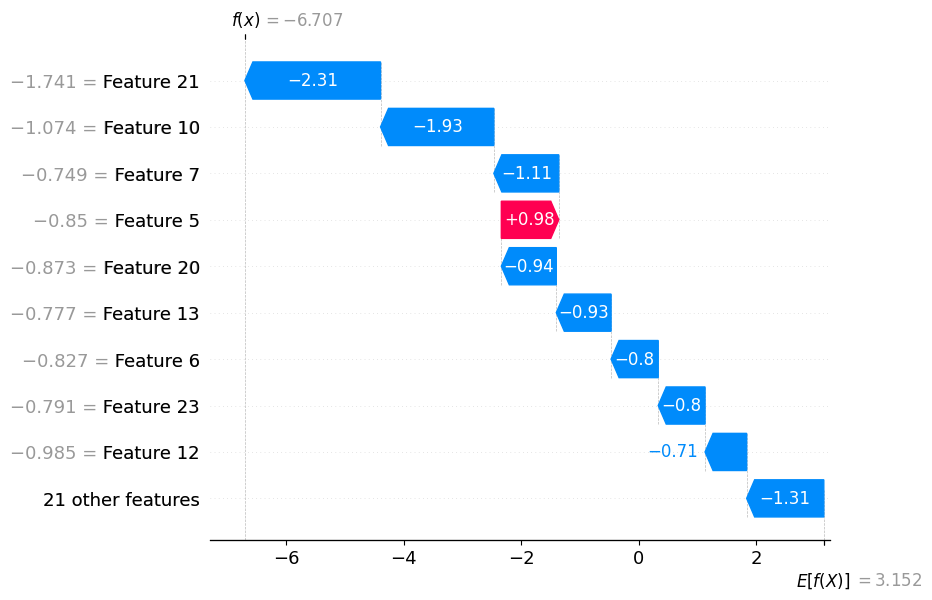 f(x) = −6.707
−1.741 = Feature 21 −2.31
−1.074 = Feature 10 −1.93
−0.749 = Feature 7 −1.11
−0.85 = Feature 5 +0.98
−0.873 = Feature 20 −0.94
−0.777 = Feature 13 −0.93
−0.827 = Feature 6 −0.8
−0.791 = Feature 23 −0.8
−0.985 = Feature 12 −0.71
21 other features −1.31
−6 −4 −2 0 2
E[f(X)] = 3.152